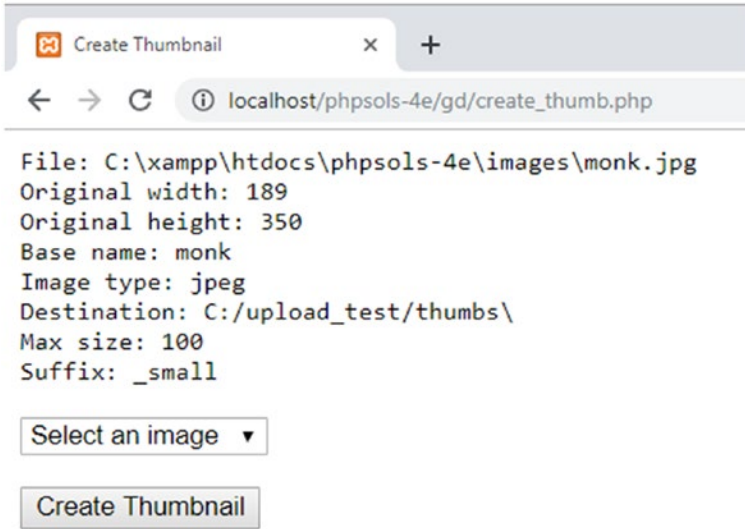 Create Thumbnail
localhost/phpsols-4e/gd/create_thumb.php
File: C:\xampp\htdocs\phpsols-4e\images\monk.jpg
Original width: 189
Original height: 350
Base name: monk
Image type: jpeg
Destination: C:/upload_test/thumbs\
Max size: 100
Suffix: _small
Select an image
Create Thumbnail